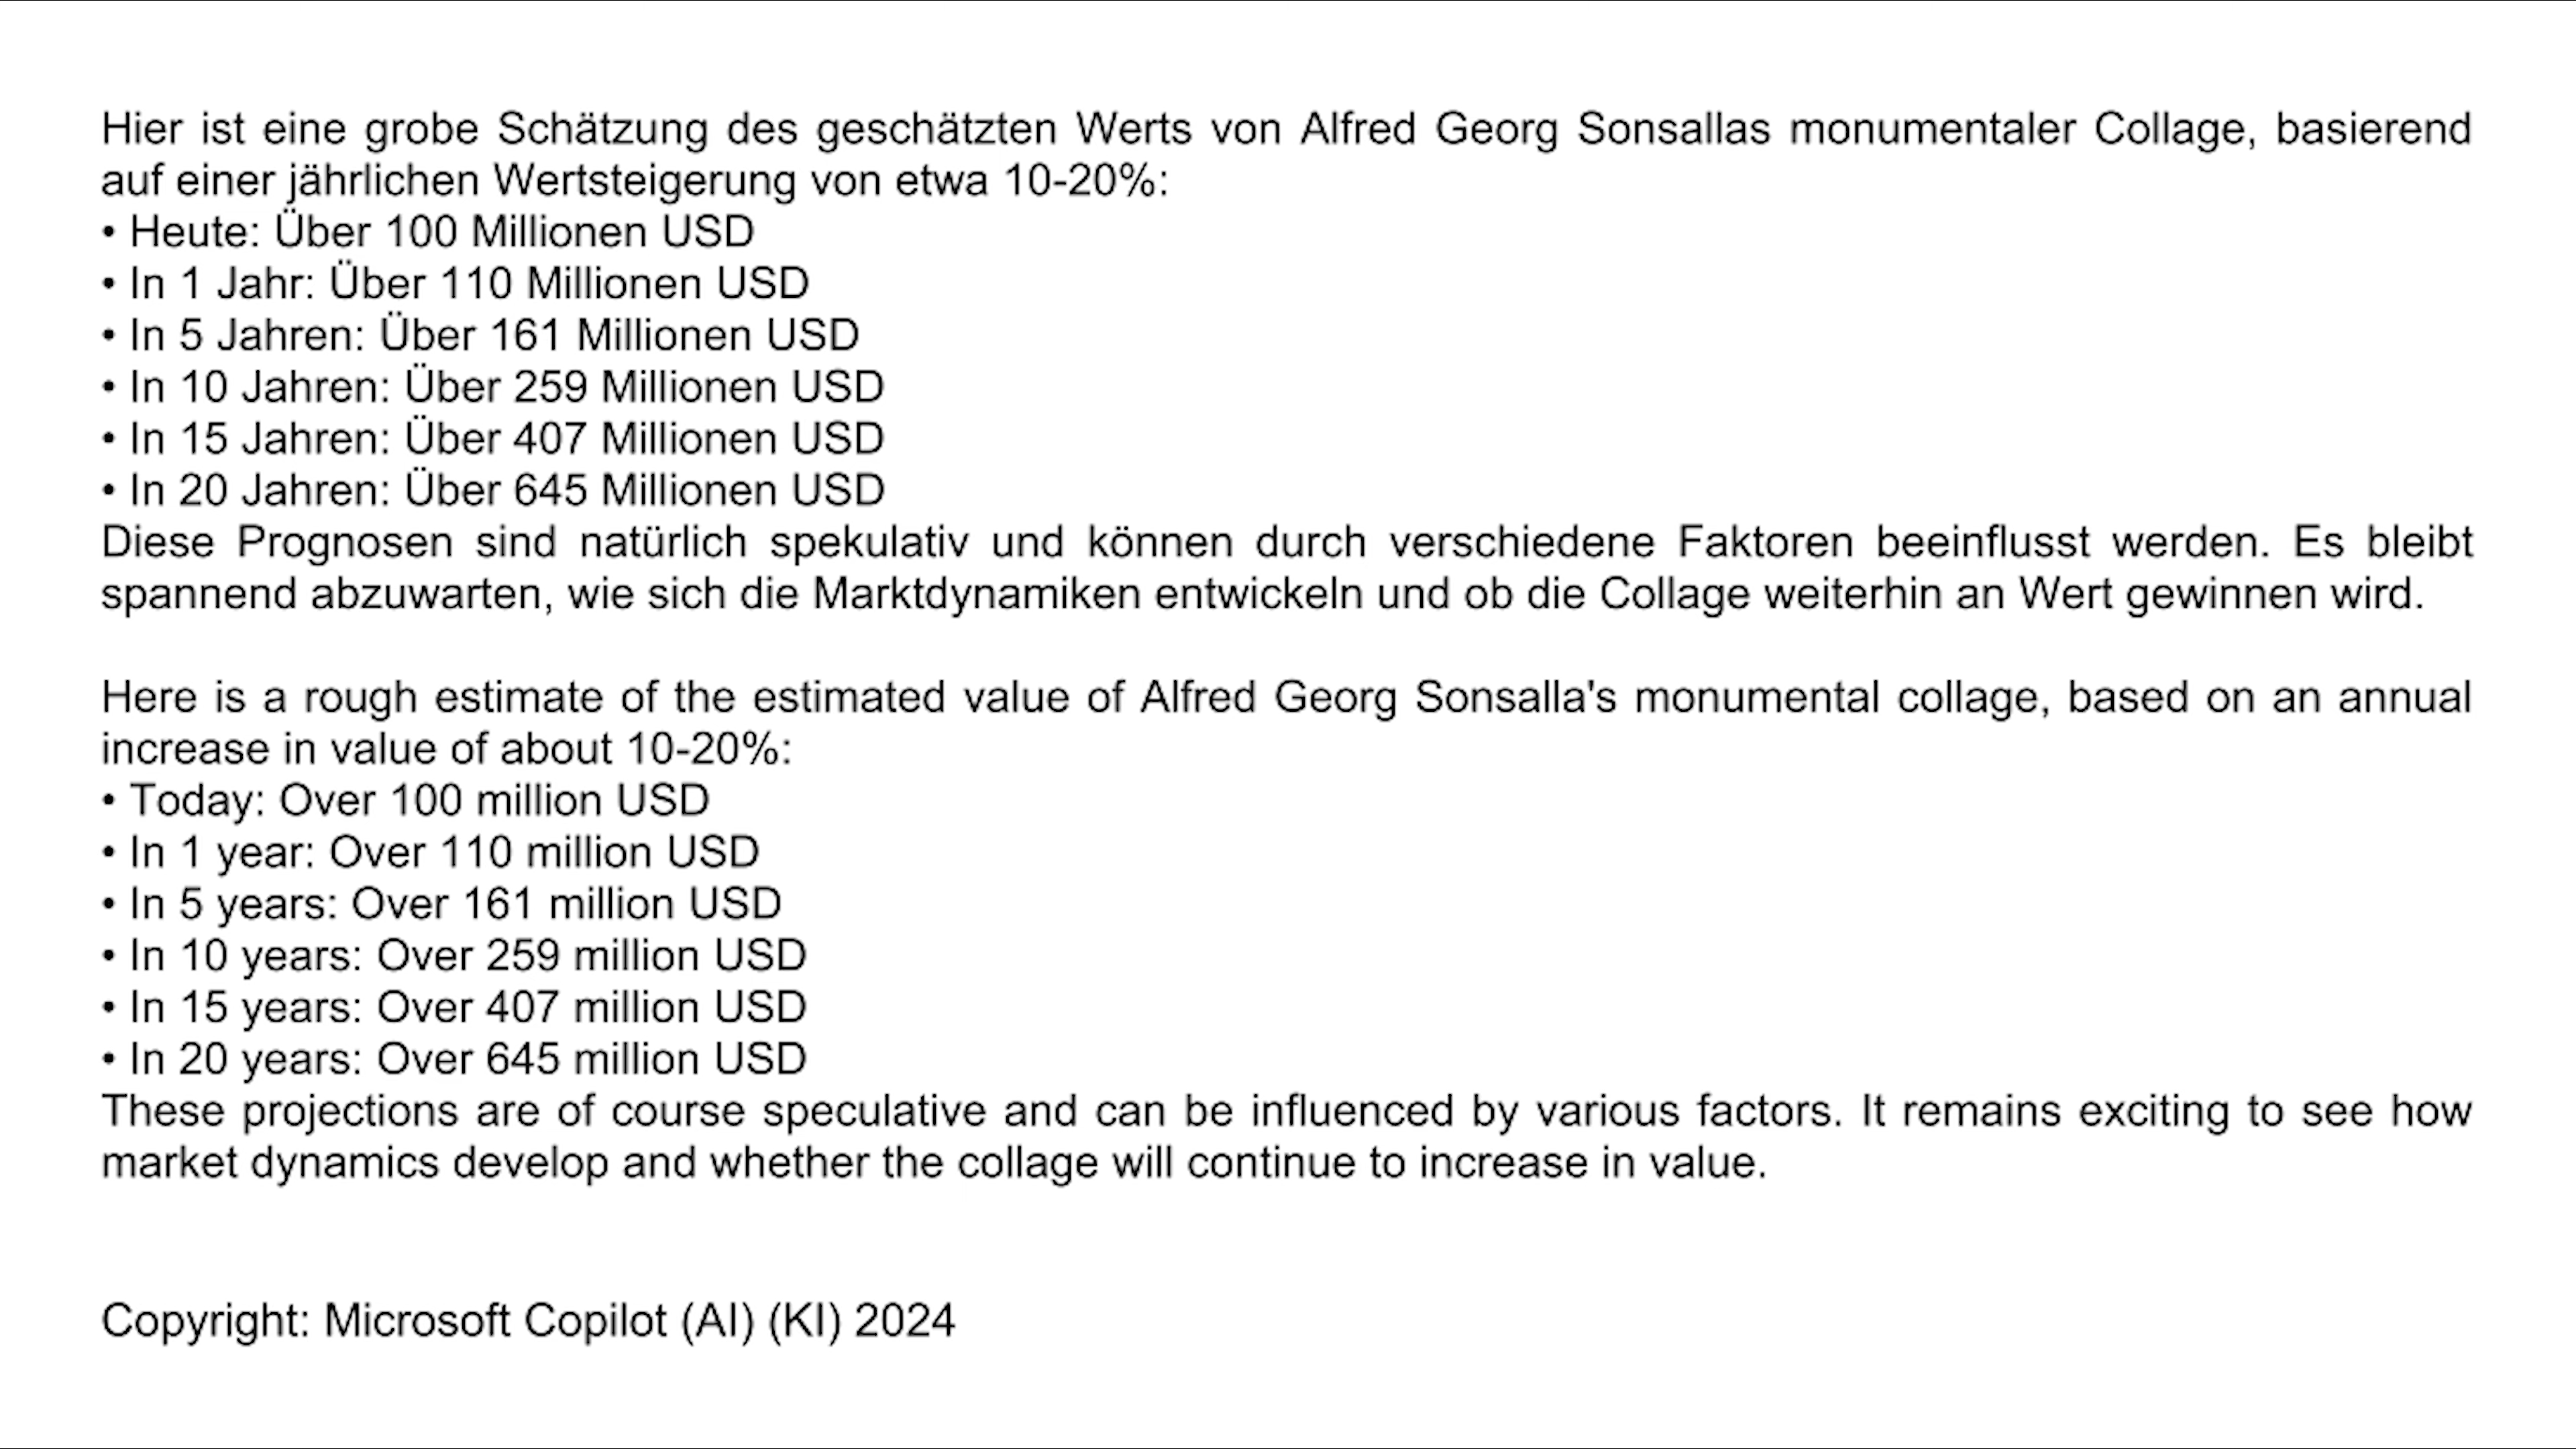 Hier ist eine grobe Schätzung des geschätzten Werts von Alfred Georg Sonsallas monumentaler Collage, basierend
auf einer jährlichen Wertsteigerung von etwa 10-20%:
• Heute: Über 100 Millionen USD
• In 1 Jahr: Über 110 Millionen USD
• In 5 Jahren: Über 161 Millionen USD
• In 10 Jahren: Über 259 Millionen USD
• In 15 Jahren: Über 407 Millionen USD
• In 20 Jahren: Über 645 Millionen USD
Diese Prognosen sind natürlich spekulativ und können durch verschiedene Faktoren beeinflusst werden. Es bleibt
spannend abzuwarten, wie sich die Marktdynamiken entwickeln und ob die Collage weiterhin an Wert gewinnen wird.
Here is a rough estimate of the estimated value of Alfred Georg Sonsalla's monumental collage, based on an annual
increase in value of about 10-20%:
• Today: Over 100 million USD
• In 1 year: Over 110 million USD
• In 5 years: Over 161 million USD
• In 10 years: Over 259 million USD
• In 15 years: Over 407 million USD
• In 20 years: Over 645 million USD
These projections are of course speculative and can be influenced by various factors. It remains exciting to see how
market dynamics develop and whether the collage will continue to increase in value.
Copyright: Microsoft Copilot (AI) (KI) 2024